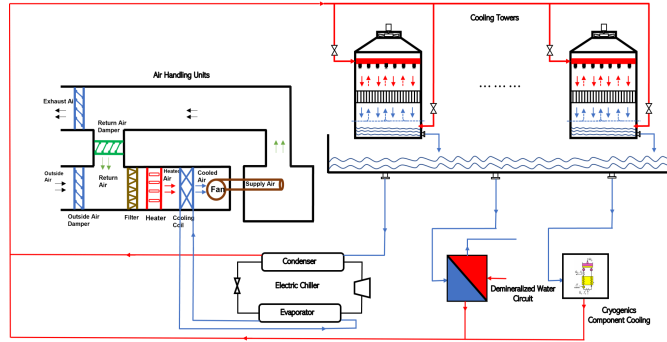 Cooling Towers
Air Handling Units
Exhaust Ai
Return Air
Damper
Outside
Air
Return
Air
Heated
Air
Cooled
Air
Fan
Supply Air
Outside Air
Damper
Filter
Heater
Cooling
Coil
Condenser
Electric Chiller
Evaporator
Demineralized Water
Circuit
Cryogenics
Component Cooling